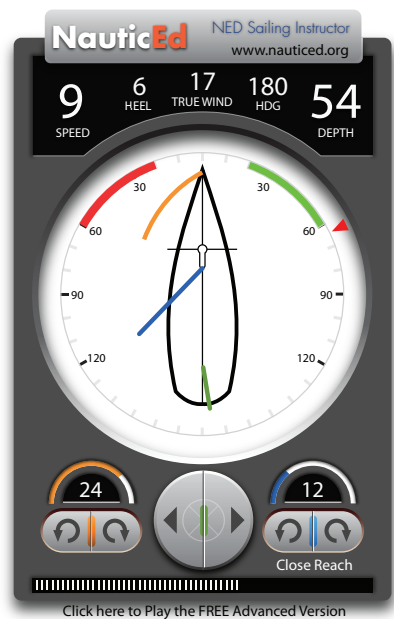 NauticEd
NED Sailing Instructor
www.nauticed.org
9 6 17 180 54
SPEED HEEL TRUE WIND HDG DEPTH
30 30
60 60
90 90
120 120
24 12
Close Reach
Click here to Play the FREE Advanced Version